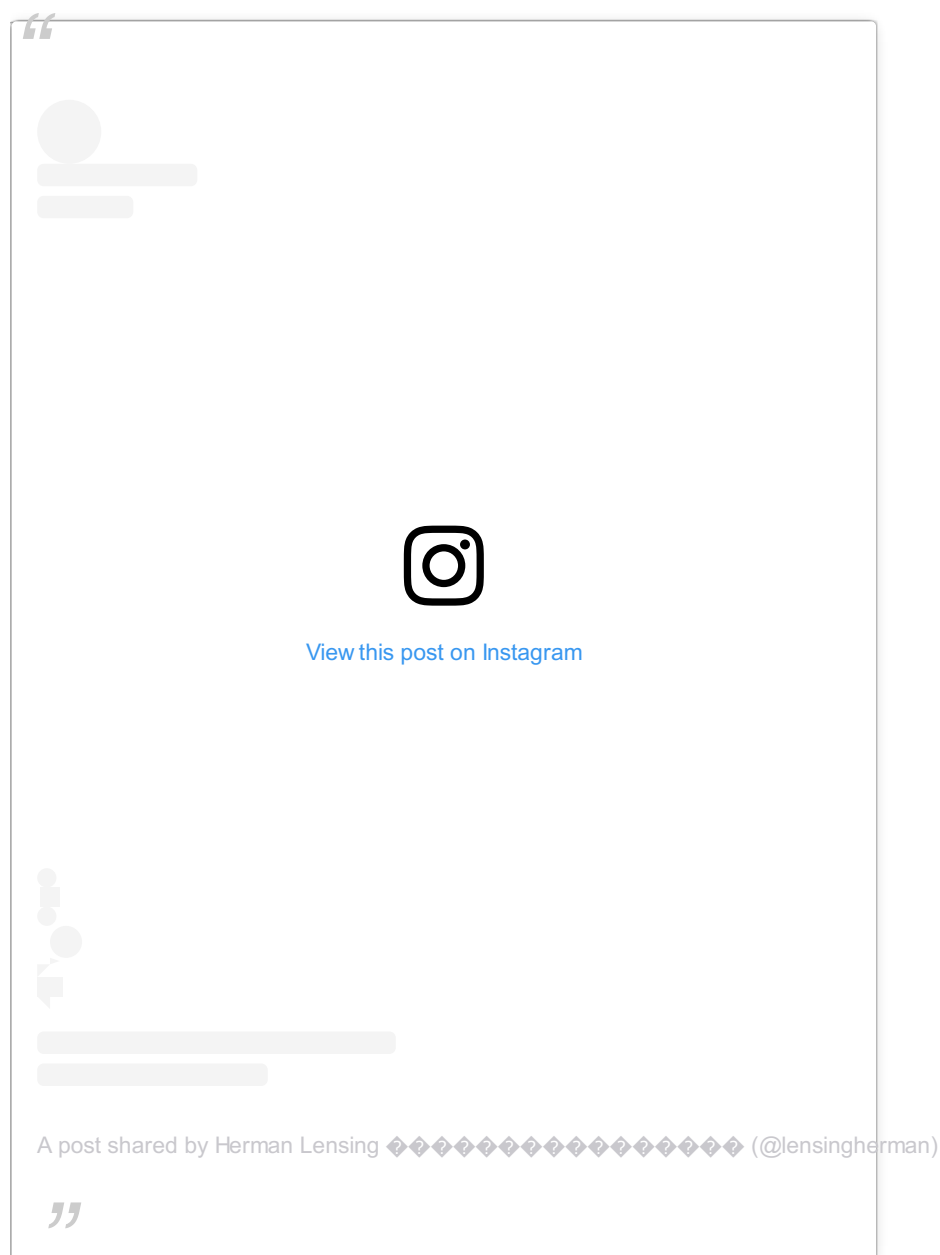 “
View this post on Instagram
A post shared by Herman Lensing ���������������� (@lensingherman)
”